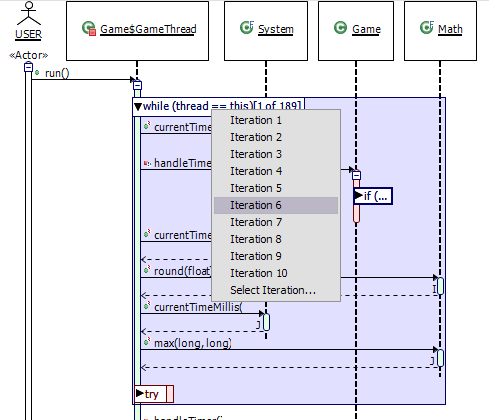 USER
Game$GameThread
System
Game
Math
«Actor»
run()
while (thread == this)[1 of 189]
currentTime
Iteration 1
Iteration 2
Iteration 3
handleTime
Iteration 4
Iteration 5
if (...
Iteration 6
Iteration 7
currentTime
Iteration 8
Iteration 9
round(float)
Iteration 10
I
Select Iteration...
currentTimeMillis(
J
max(long, long)
J
try
handleTimer()